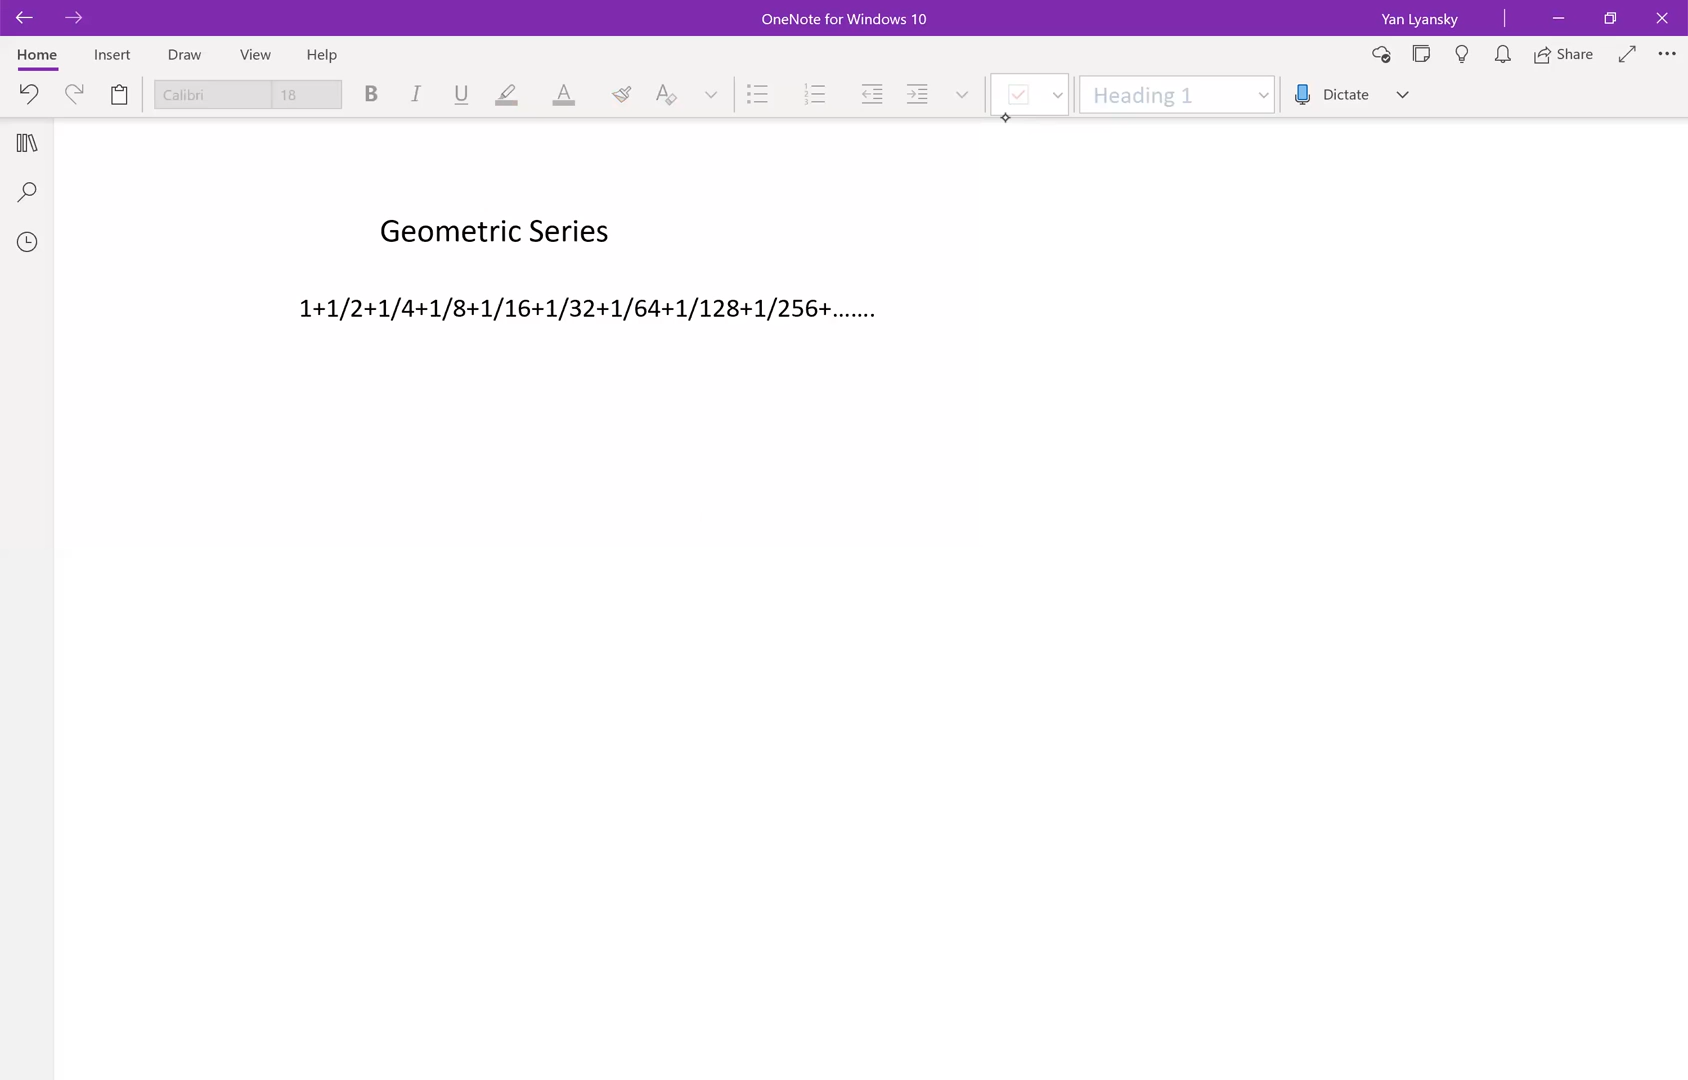 OneNote for Windows 10
Yan Lyansky
Home Insert Draw View Help
Share
Calibri 18 B I U A A
Heading 1
Dictate
Geometric Series
1+1/2+1/4+1/8+1/16+1/32+1/64+1/128+1/256+.......